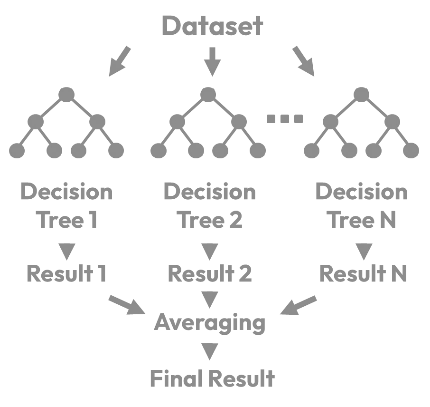 Dataset
Decision
Tree 1
Decision
Tree 2
Decision
Tree N
Result 1
Result 2
Result N
Averaging
Final Result